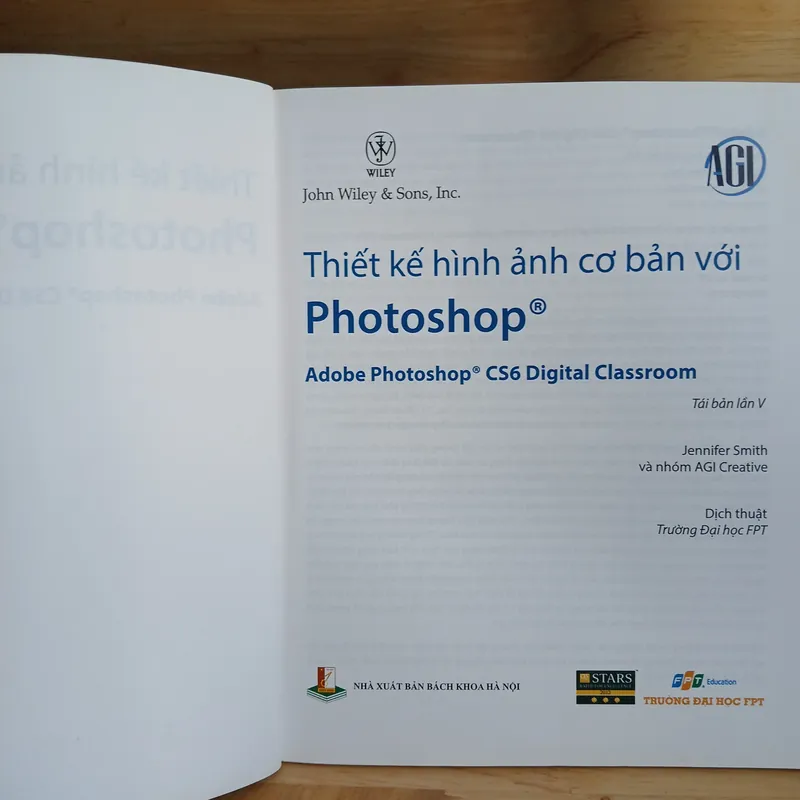 WILEY
John Wiley & Sons, Inc.
AGI
Thiết kế hình ảnh cơ bản với
Photoshop®
Adobe Photoshop® CS6 Digital Classroom
Tái bản lần V
Jennifer Smith
và nhóm AGI Creative
Dịch thuật
Trường Đại học FPT
NHÀ XUẤT BẢN BÁCH KHOA HÀ NỘI
STARS
2012
FPT. Education
TRƯỜNG ĐẠI HỌC FPT